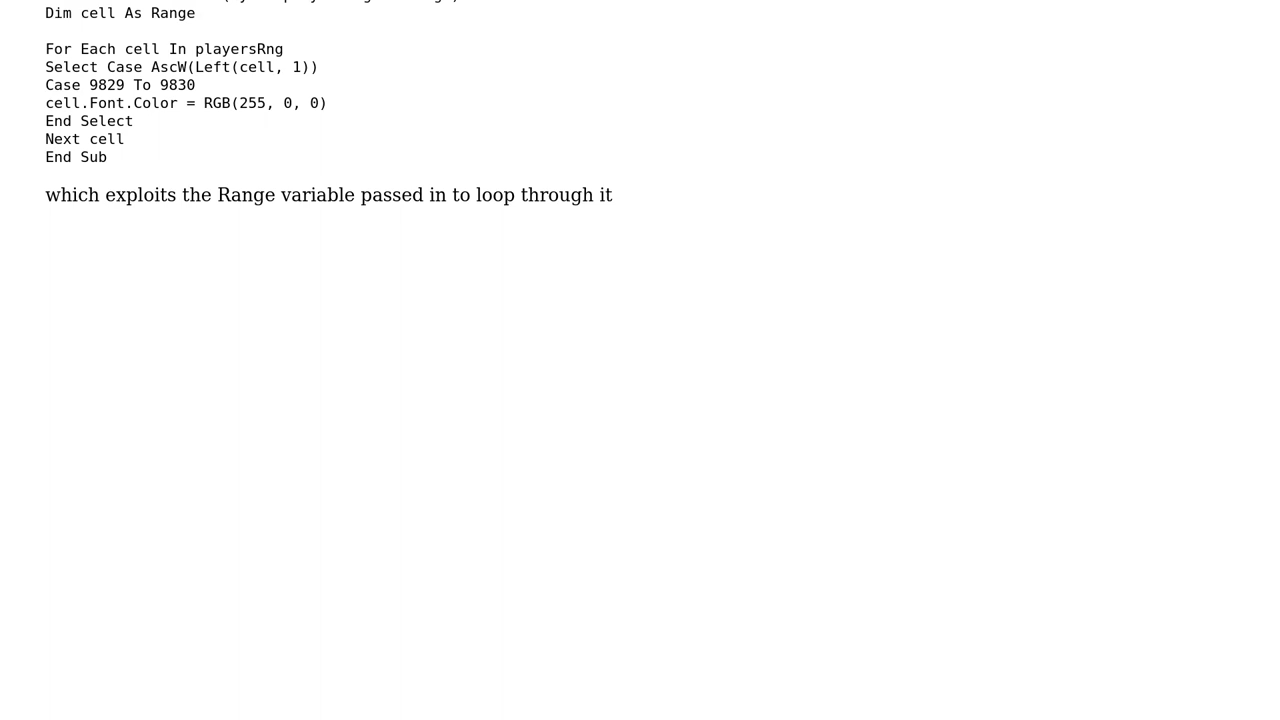 Dim cell As Range
For Each cell In playersRng
Select Case AscW(Left(cell, 1))
Case 9829 To 9830
cell.Font.Color = RGB(255, 0, 0)
End Select
Next cell
End Sub
which exploits the Range variable passed in to loop through it